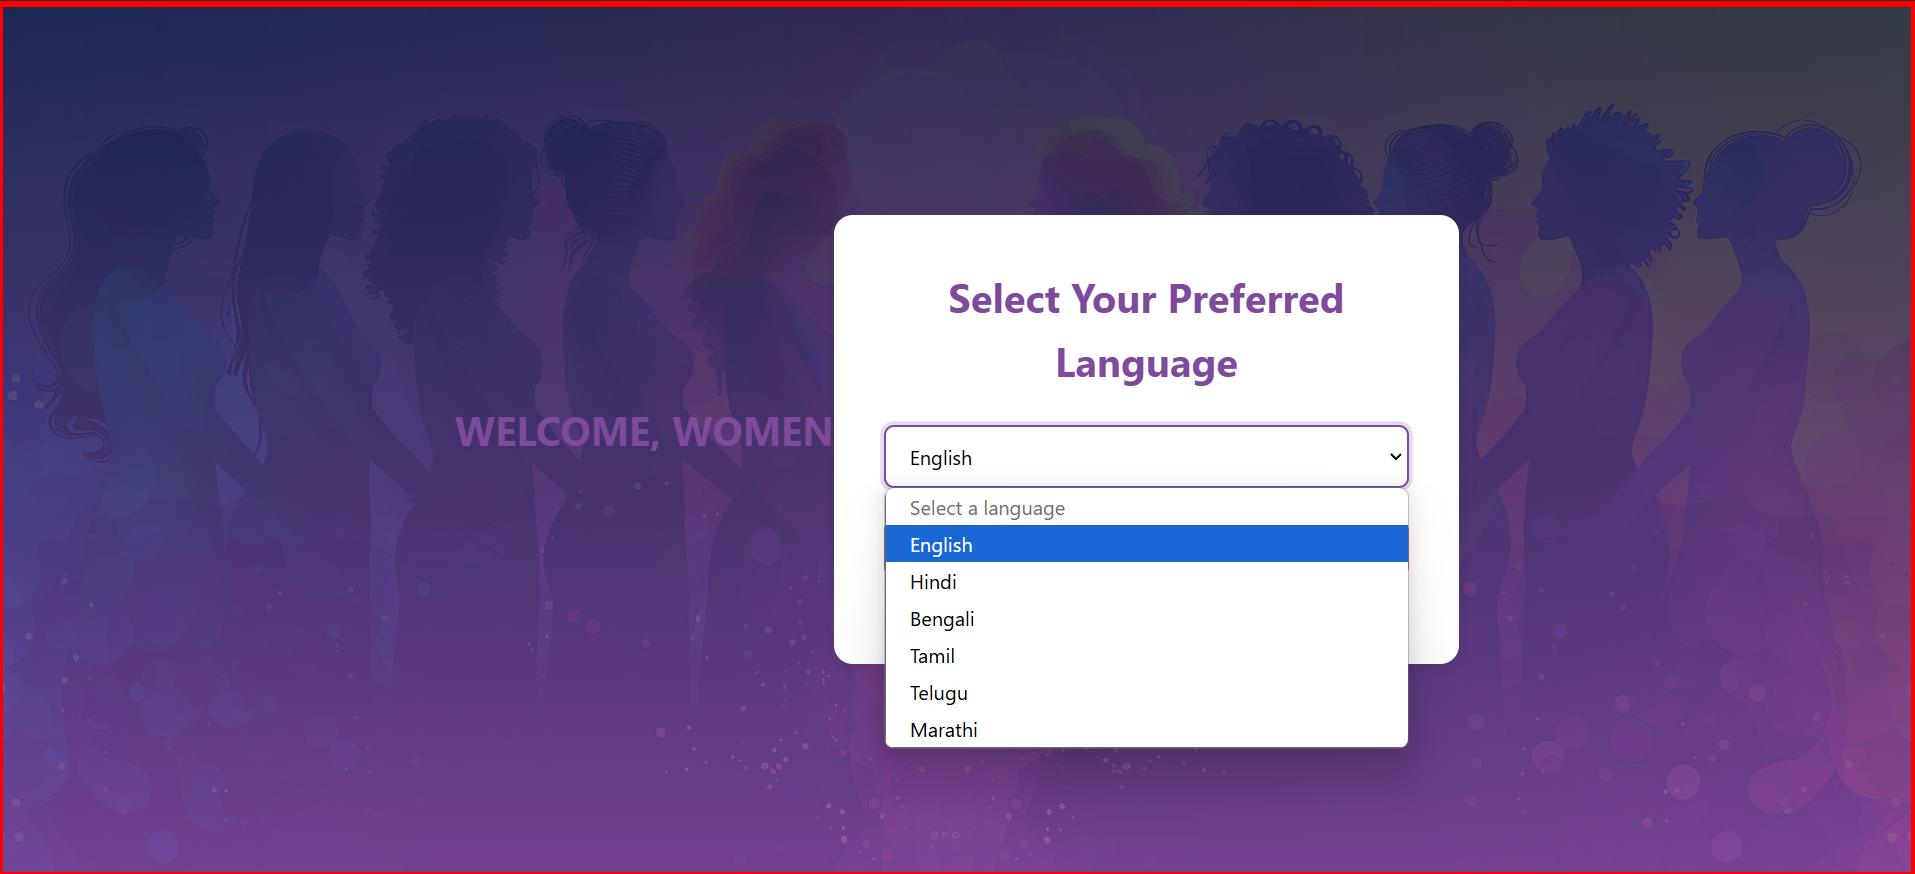 Select Your Preferred
Language
WELCOME, WOMEN
English
Select a language
English
Hindi
Bengali
Tamil
Telugu
Marathi